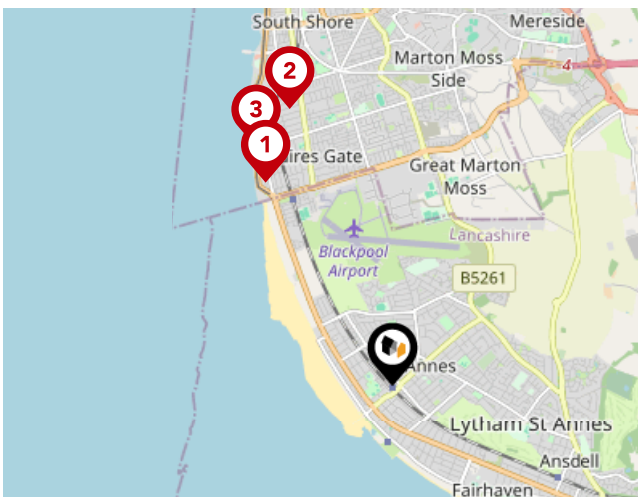 South Shore
Mereside
Marton Moss
Side
4
2
3
1
ires Gate
Great Marton
Moss
Lancashire
Blackpool
Airport
B5261
Annes
Lytham St Annes
Ansdell
Fairhaven